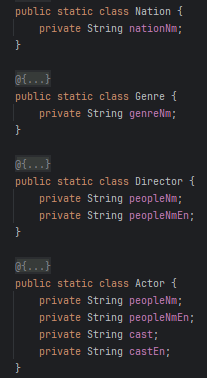 public static class Nation {
private String nationNm;
}
@{...}
public static class Genre {
private String genreNm;
}
@{...}
public static class Director {
private String peopleNm;
private String peopleNmEn;
}
@{...}
public static class Actor {
private String peopleNm;
private String peopleNmEn;
private String cast;
private String castEn;
}